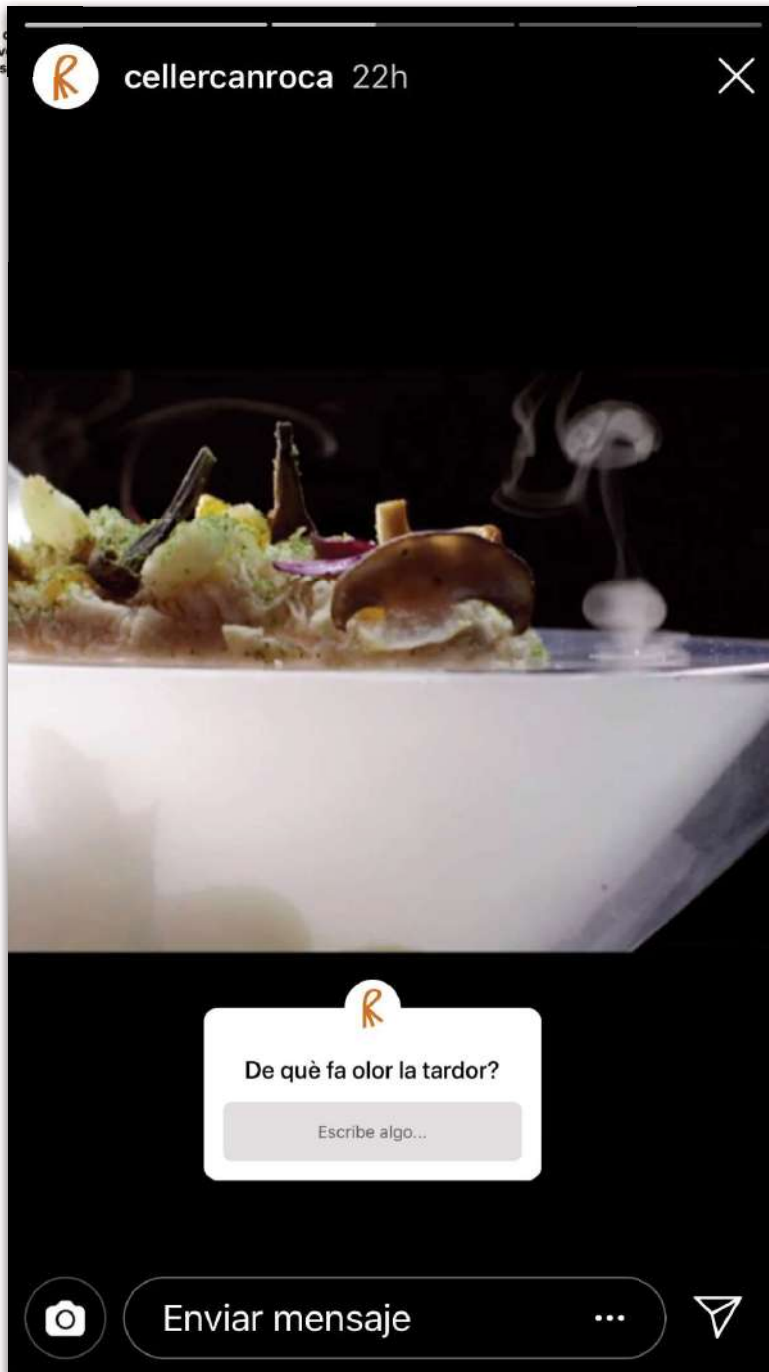 cellercanroca 22h
De què fa olor la tardor?
Escribe algo...
Enviar mensaje